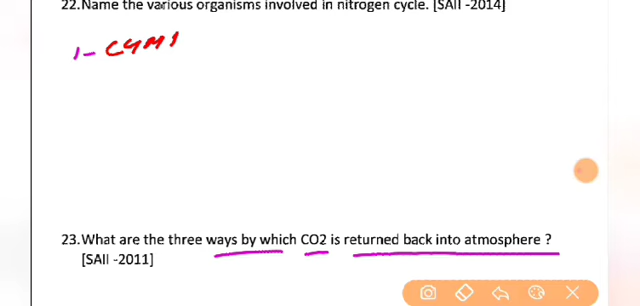 22.Name the various organisms involved in nitrogen cycle. [SAII -2014]
1-
23.What are the three ways by which CO2 is returned back into atmosphere ?
[SAII -2011]